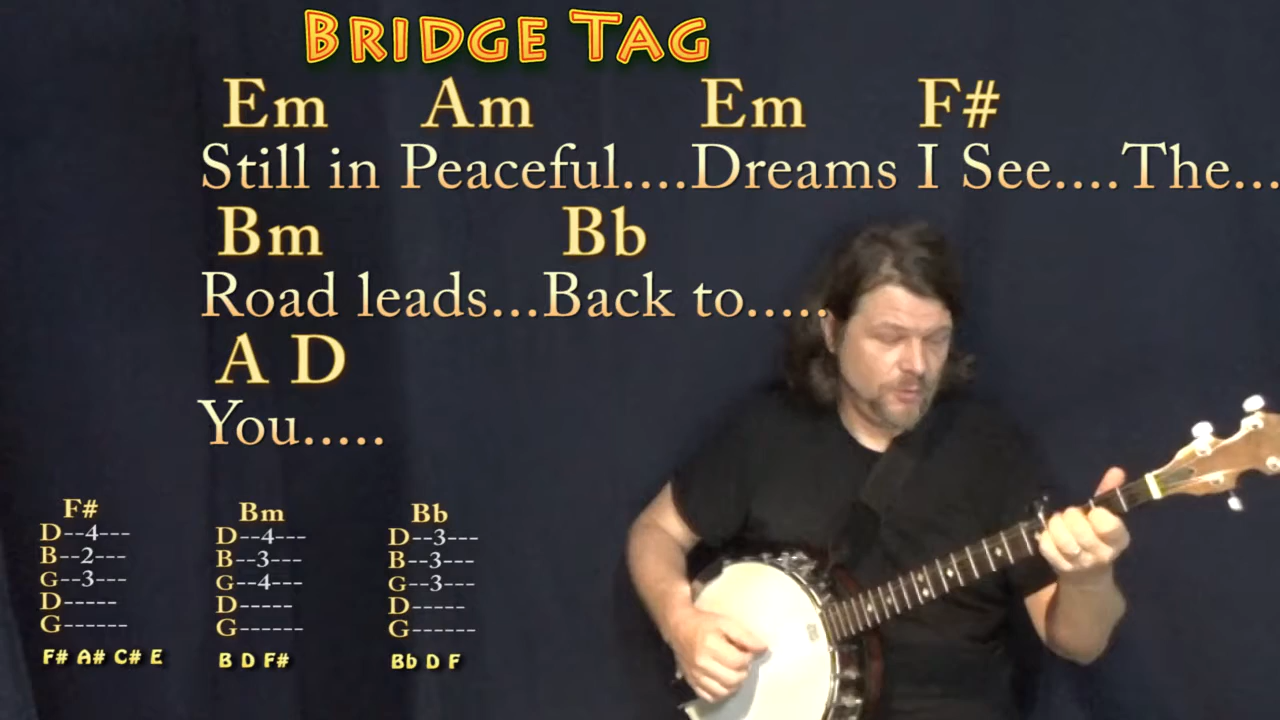 Bridge Tag
Em Am Em F#
Still in Peaceful....Dreams I See....The...
Bm Bb
Road leads...Back to.....
A D
You.....
F# Bm Bb
D--4--- D--4--- D--3---
B--2--- B--3--- B--3---
G--3--- G--4--- G--3---
D----- D----- D-----
G------ G------ G------
F# A# C# E B D F# Bb D F